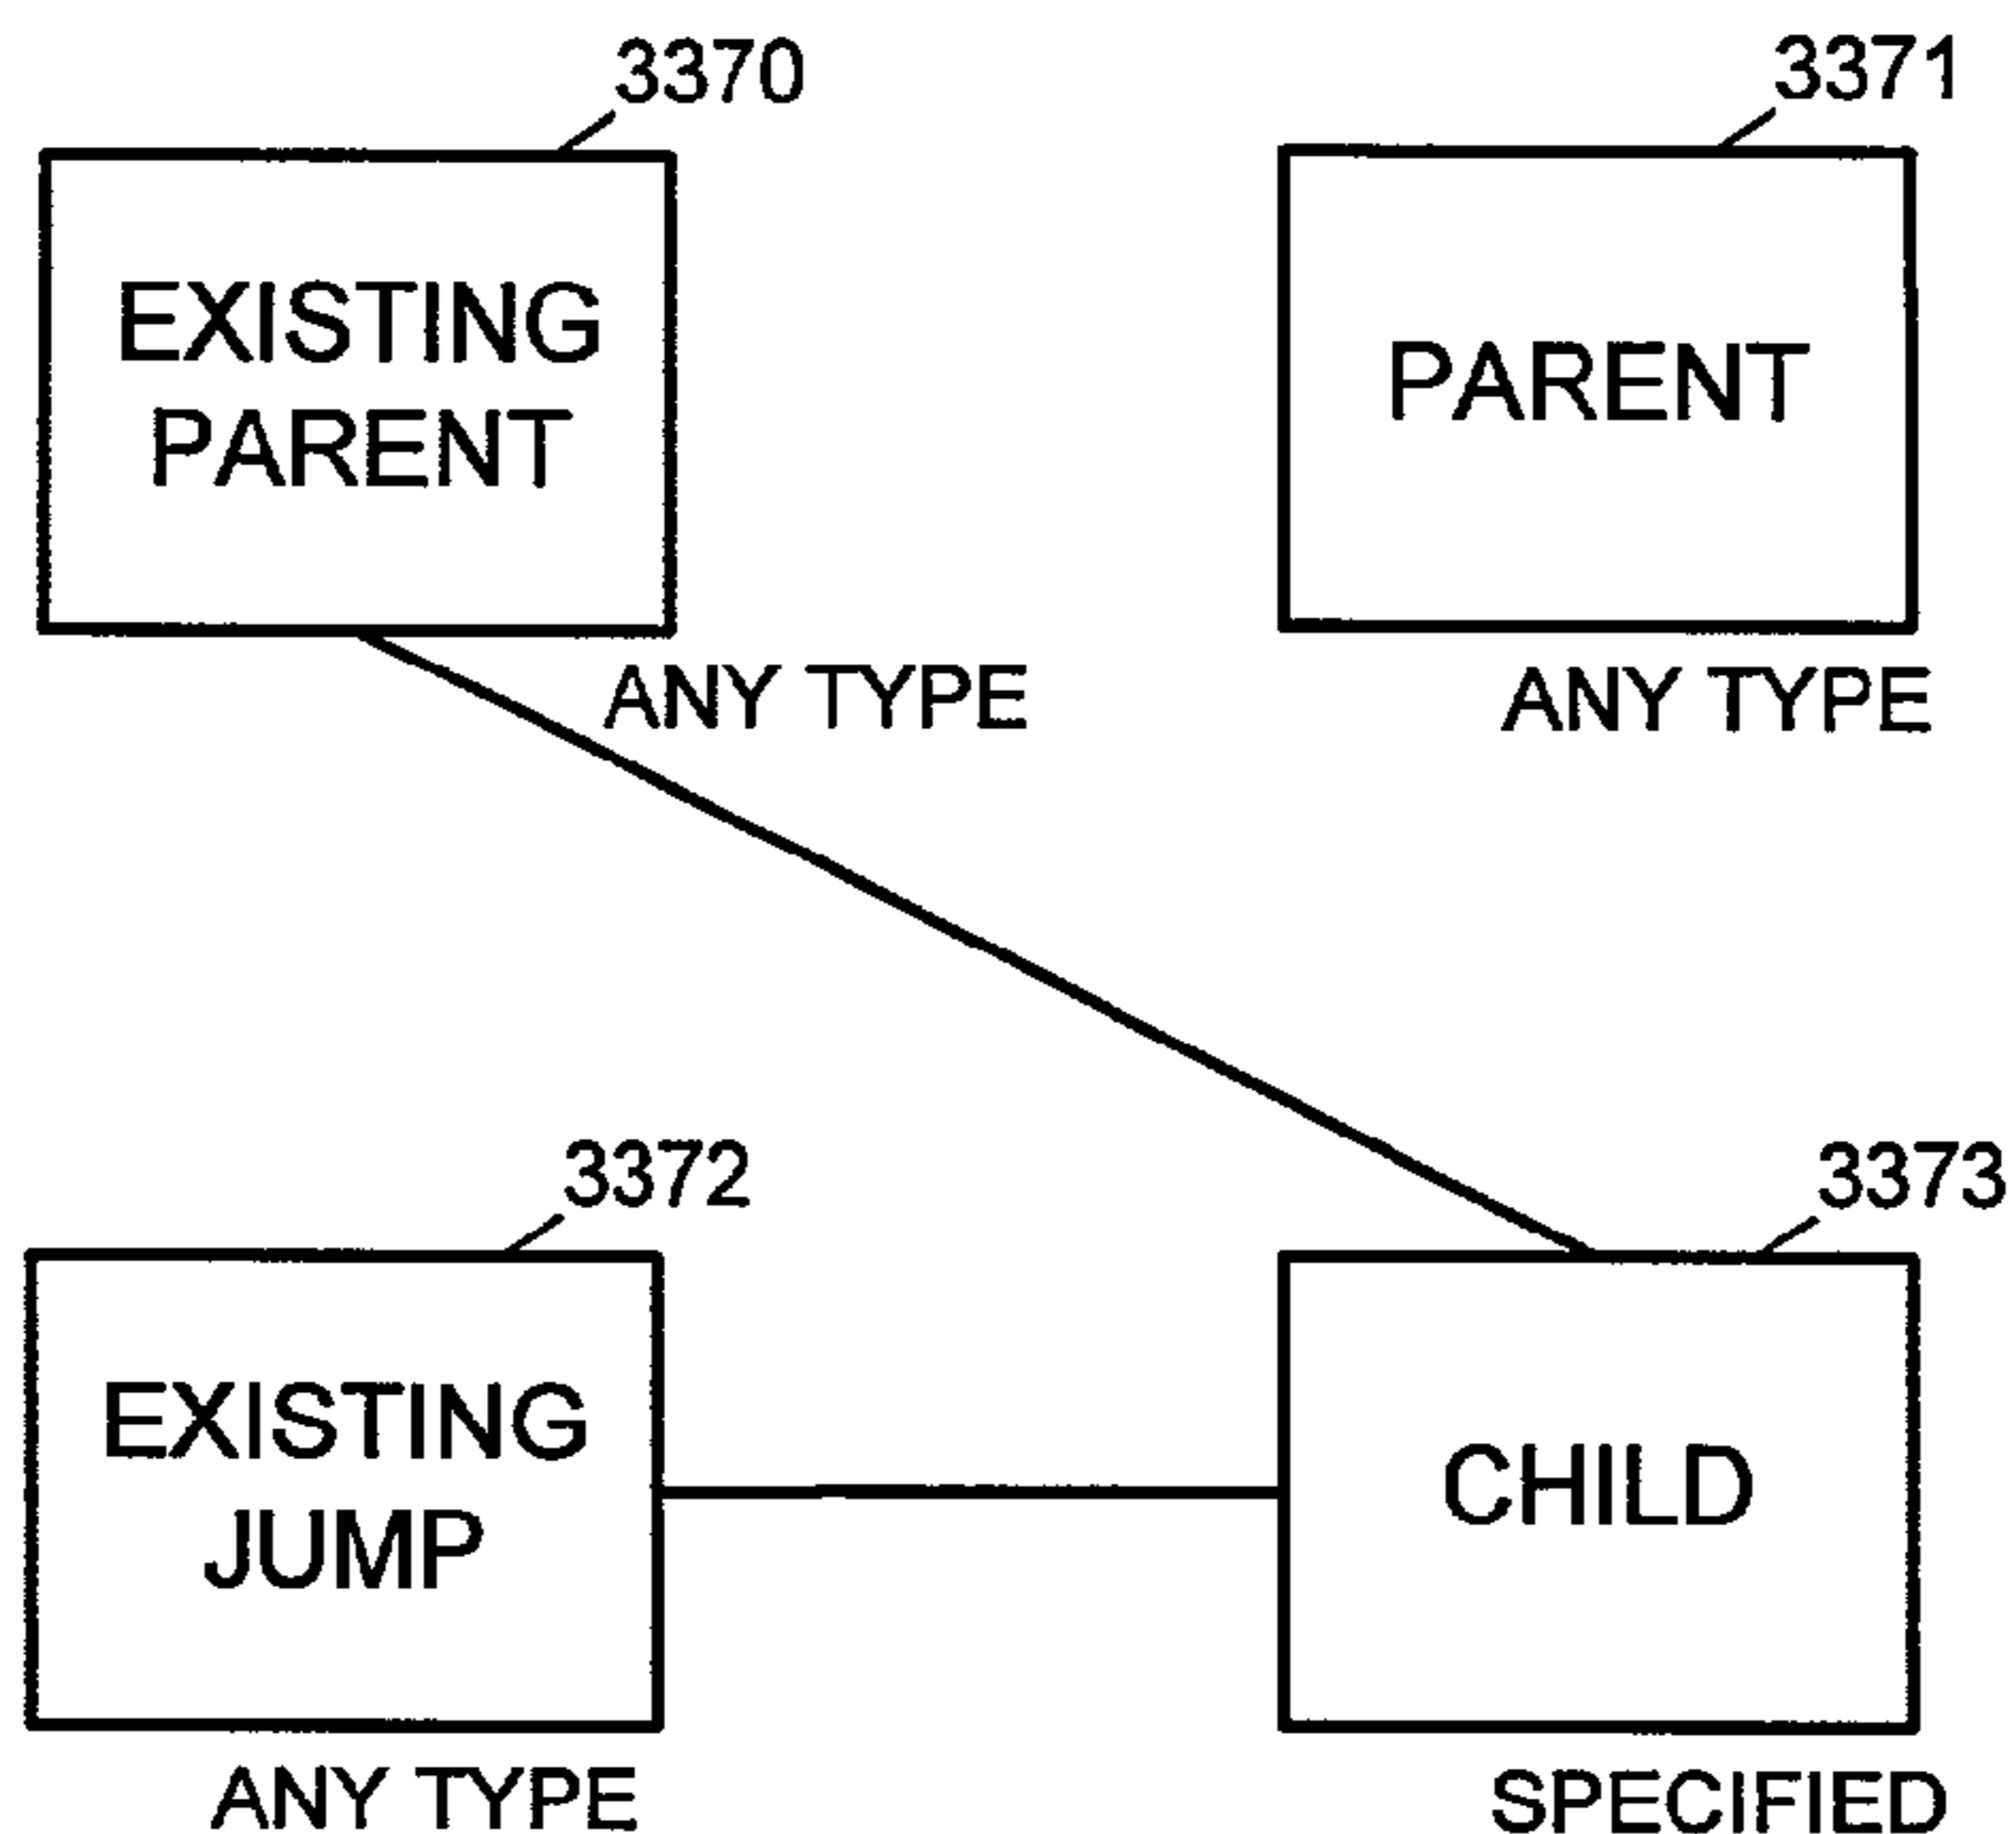 3370
3371
EXISTING
PARENT
PARENT
ANY TYPE
ANY TYPE
3372
3373
EXISTING
JUMP
CHILD
ANY TYPE
SPECIFIED